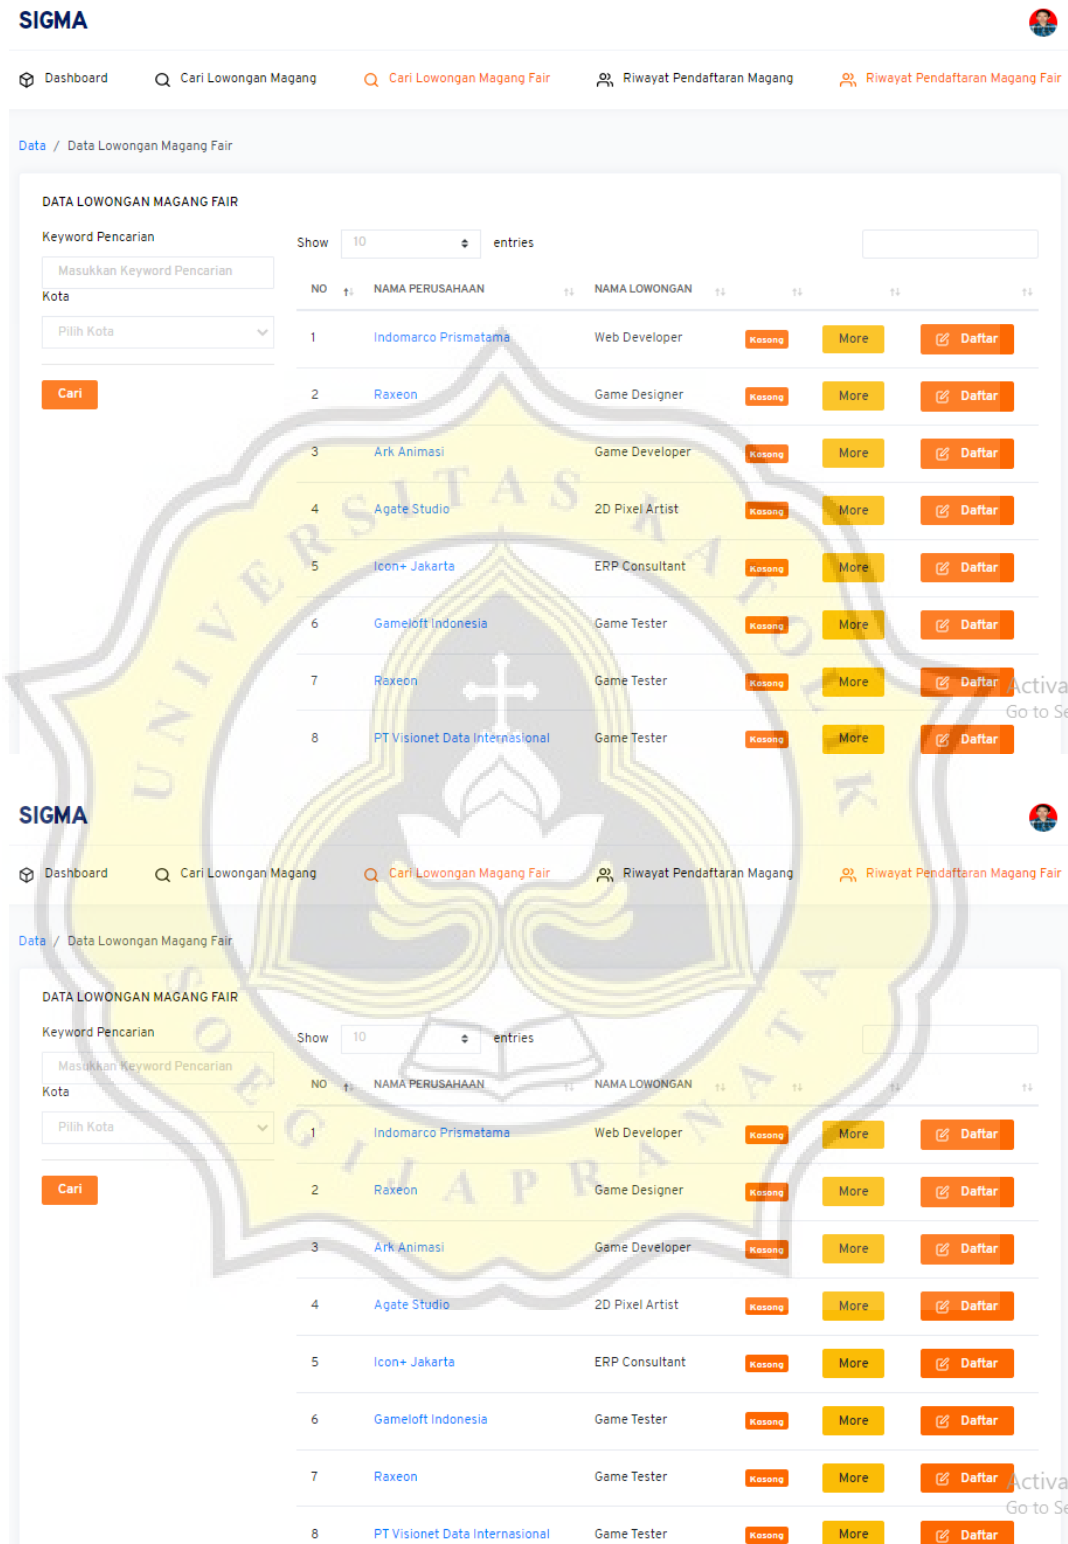 SIGMA
Dashboard Cari Lowongan Magang Cari Lowongan Magang Fair Riwayat Pendaftaran Magang Riwayat Pendaftaran Magang Fair
Data / Data Lowongan Magang Fair
DATA LOWONGAN MAGANG FAIR
Keyword Pencarian
Masukkan Keyword Pencarian
Kota
Pilih Kota
Cari
Show 10 entries
NO NAMA PERUSAHAAN NAMA LOWONGAN
1 Indomarco Prismatama Web Developer Kosong More Daftar
2 Raxeon Game Designer Kosong More Daftar
3 Ark Animasi Game Developer Kosong More Daftar
4 Agate Studio 2D Pixel Artist Kosong More Daftar
5 Icon+ Jakarta ERP Consultant Kosong More Daftar
6 Gameloft Indonesia Game Tester Kosong More Daftar
7 Raxeon Game Tester Kosong More Daftar
8 PT Visionet Data Internasional Game Tester Kosong More Daftar
Activa
Go to Se
UNIVERSITAS KATOLIK
SOEGIJAPRANATA
SIGMA
Dashboard Cari Lowongan Magang Cari Lowongan Magang Fair Riwayat Pendaftaran Magang Riwayat Pendaftaran Magang Fair
Data / Data Lowongan Magang Fair
DATA LOWONGAN MAGANG FAIR
Keyword Pencarian
Masukkan Keyword Pencarian
Kota
Pilih Kota
Cari
Show 10 entries
NO NAMA PERUSAHAAN NAMA LOWONGAN
1 Indomarco Prismatama Web Developer Kosong More Daftar
2 Raxeon Game Designer Kosong More Daftar
3 Ark Animasi Game Developer Kosong More Daftar
4 Agate Studio 2D Pixel Artist Kosong More Daftar
5 Icon+ Jakarta ERP Consultant Kosong More Daftar
6 Gameloft Indonesia Game Tester Kosong More Daftar
7 Raxeon Game Tester Kosong More Daftar
8 PT Visionet Data Internasional Game Tester Kosong More Daftar
Activa
Go to Se